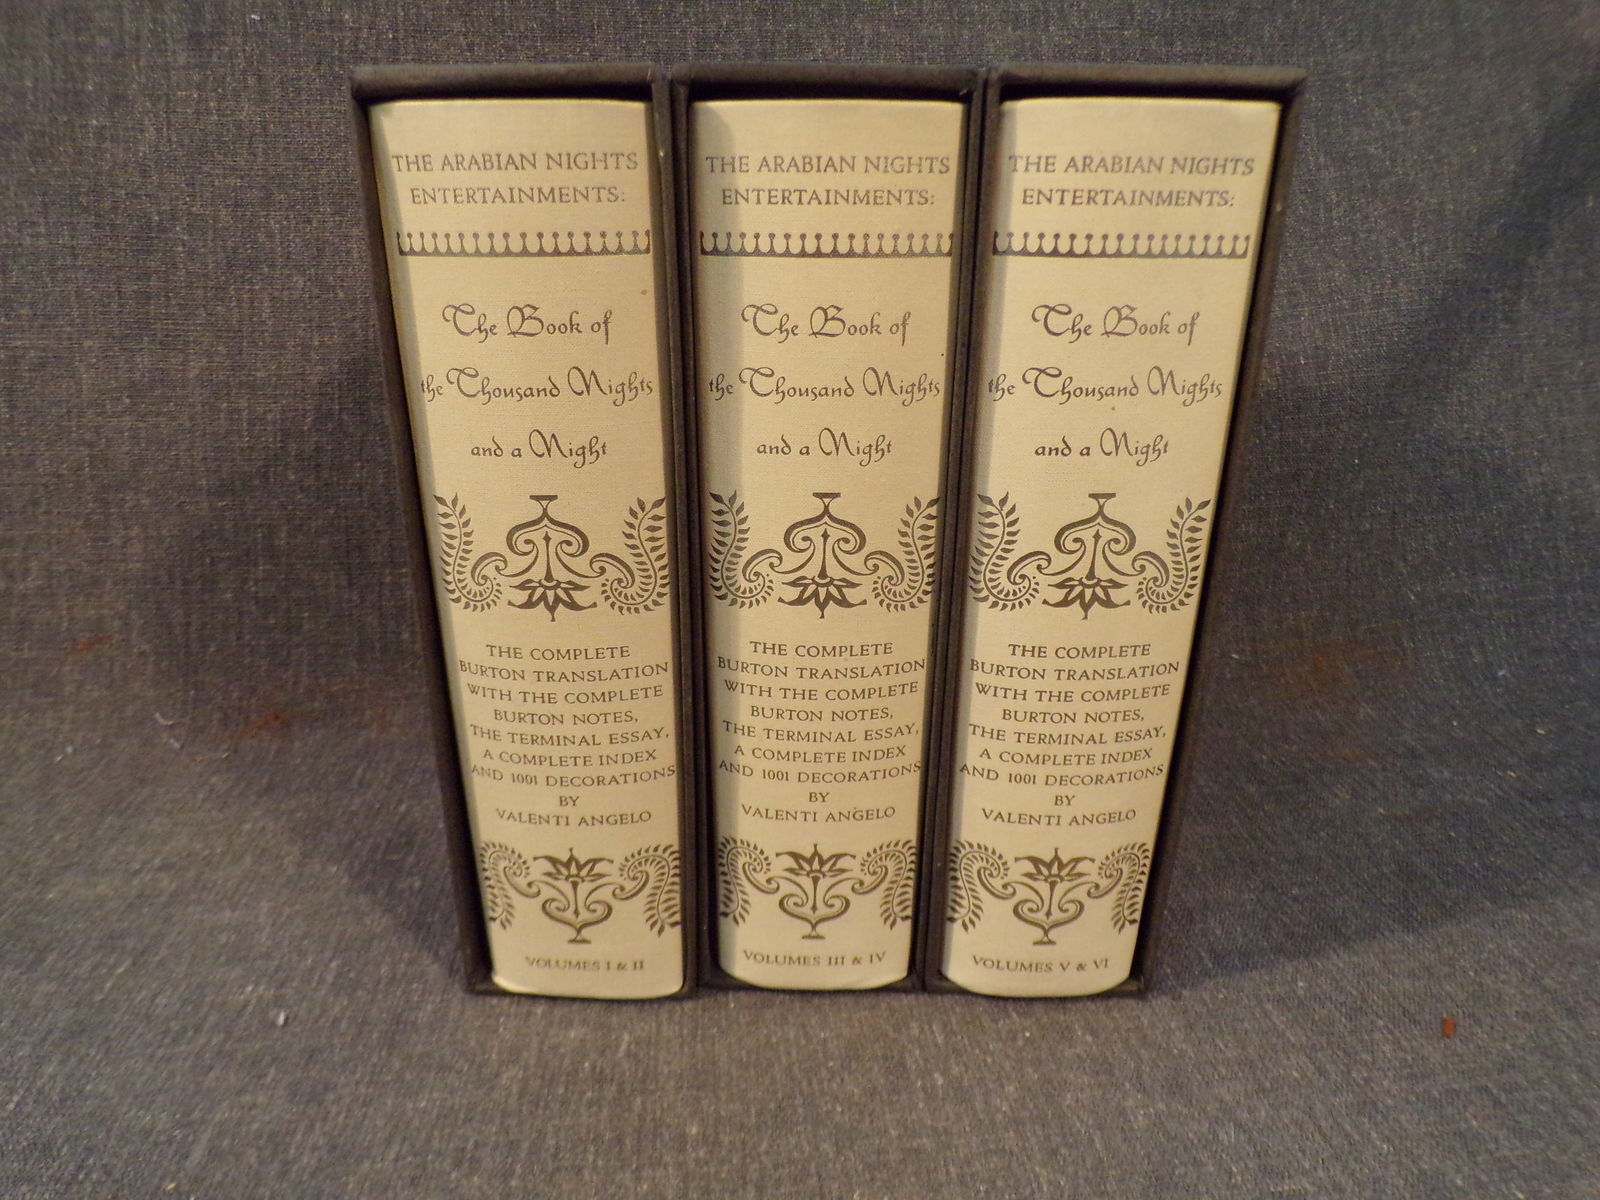 THE ARABIAN NIGHTS
ENTERTAINMENTS:
The Book of
the Thousand Nights
and a Night
THE COMPLETE
BURTON TRANSLATION
WITH THE COMPLETE
BURTON NOTES,
THE TERMINAL ESSAY,
A COMPLETE INDEX
AND 1001 DECORATIONS
BY
VALENTI ANGELO
VOLUMES I & II
THE ARABIAN NIGHTS
ENTERTAINMENTS:
The Book of
the Thousand Nights
and a Night
THE COMPLETE
BURTON TRANSLATION
WITH THE COMPLETE
BURTON NOTES,
THE TERMINAL ESSAY,
A COMPLETE INDEX
AND 1001 DECORATIONS
BY
VALENTI ANGELO
VOLUMES III & IV
THE ARABIAN NIGHTS
ENTERTAINMENTS:
The Book of
the Thousand Nights
and a Night
THE COMPLETE
BURTON TRANSLATION
WITH THE COMPLETE
BURTON NOTES,
THE TERMINAL ESSAY,
A COMPLETE INDEX
AND 1001 DECORATIONS
BY
VALENTI ANGELO
VOLUMES V & VI